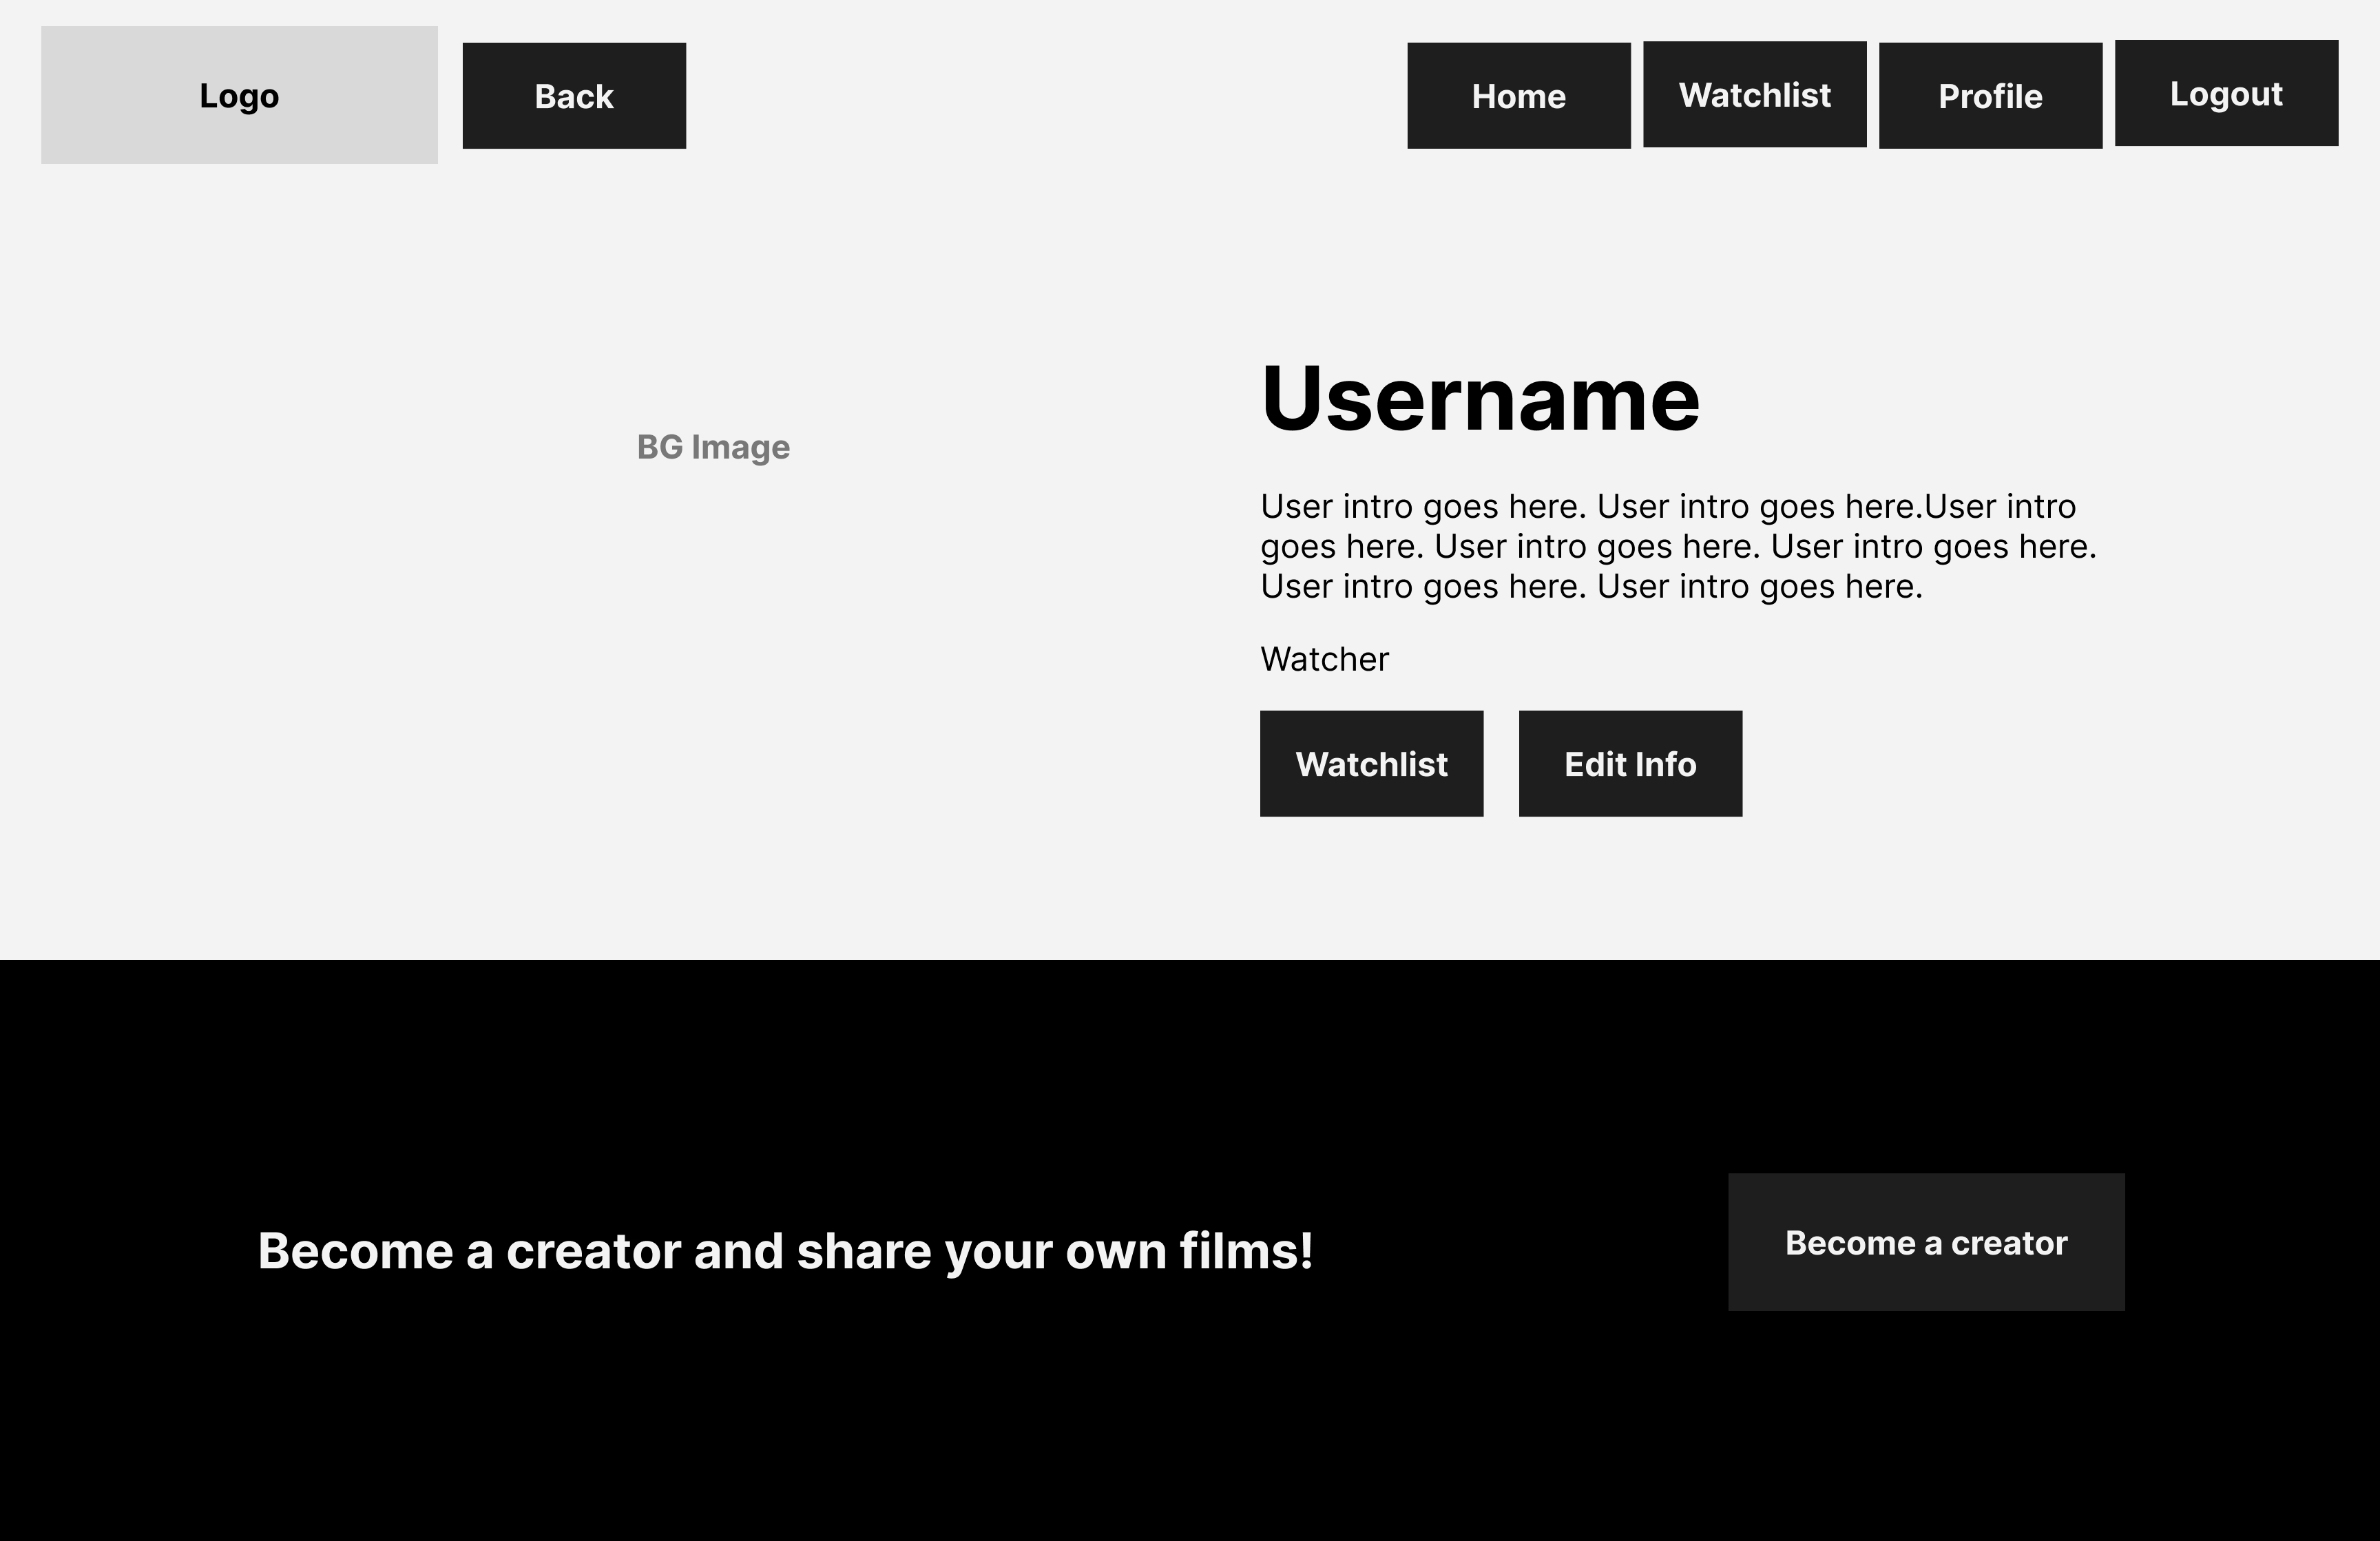 Logo
Back
Home
Watchlist
Profile
Logout
BG Image
Username
User intro goes here. User intro goes here.User intro
goes here. User intro goes here. User intro goes here.
User intro goes here. User intro goes here.
Watcher
Watchlist
Edit Info
Become a creator and share your own films!
Become a creator